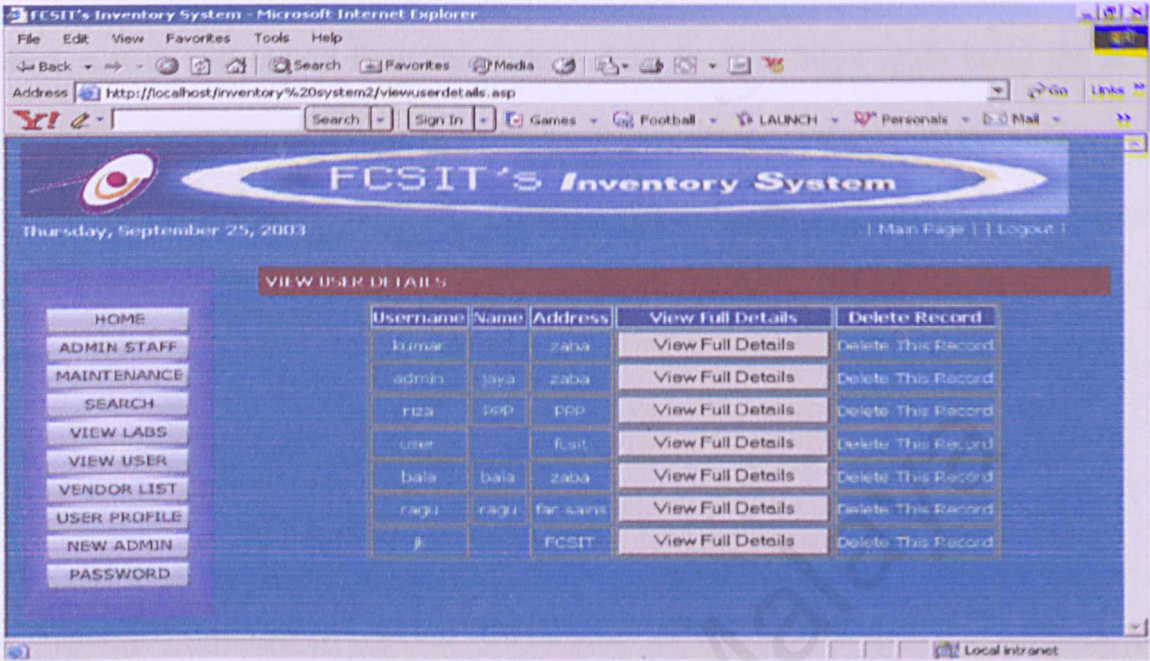 FCSIT's Inventory System - Microsoft Internet Explorer
File Edit View Favorites Tools Help
Back Search Favorites Media
Address http://localhost/inventory%20system2/viewuserdetails.asp Go Links
Y! Search Sign In Games Football LAUNCH Personals Mail
FCSIT's Inventory System
Thursday, September 25, 2003 | Main Page | | Logout |
VIEW USER DETAILS
HOME
ADMIN STAFF
MAINTENANCE
SEARCH
VIEW LABS
VIEW USER
VENDOR LIST
USER PROFILE
NEW ADMIN
PASSWORD
Username Name Address View Full Details Delete Record
kumar zaba View Full Details Delete This Record
admin jaya zaba View Full Details Delete This Record
riza ppp ppp View Full Details Delete This Record
user fcsit View Full Details Delete This Record
bala bala zaba View Full Details Delete This Record
ragu ragu far sains View Full Details Delete This Record
jk FCSIT View Full Details Delete This Record
Local intranet